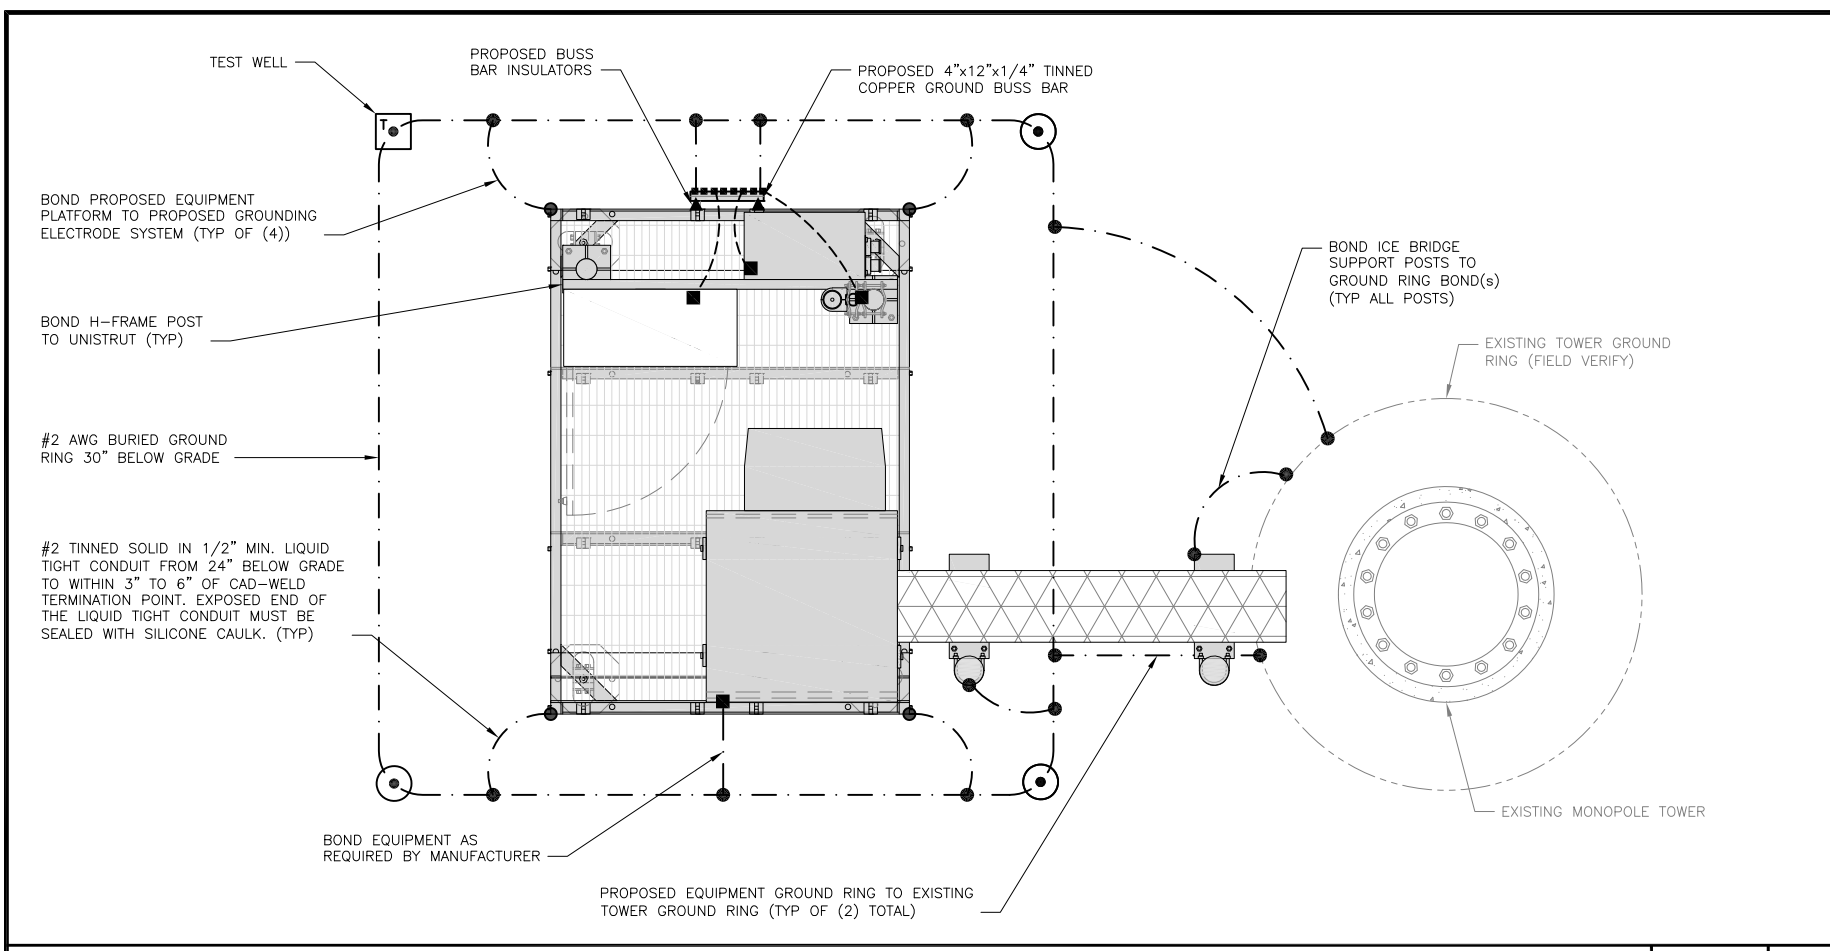 TEST WELL
PROPOSED BUSS
BAR INSULATORS
PROPOSED 4"x12"x1/4" TINNED
COPPER GROUND BUSS BAR
T
BOND PROPOSED EQUIPMENT
PLATFORM TO PROPOSED GROUNDING
ELECTRODE SYSTEM (TYP OF (4))
BOND ICE BRIDGE
SUPPORT POSTS TO
GROUND RING BOND(s)
(TYP ALL POSTS)
BOND H-FRAME POST
TO UNISTRUT (TYP)
EXISTING TOWER GROUND
RING (FIELD VERIFY)
#2 AWG BURIED GROUND
RING 30" BELOW GRADE
#2 TINNED SOLID IN 1/2" MIN. LIQUID
TIGHT CONDUIT FROM 24" BELOW GRADE
TO WITHIN 3" TO 6" OF CAD-WELD
TERMINATION POINT. EXPOSED END OF
THE LIQUID TIGHT CONDUIT MUST BE
SEALED WITH SILICONE CAULK. (TYP)
EXISTING MONOPOLE TOWER
BOND EQUIPMENT AS
REQUIRED BY MANUFACTURER
PROPOSED EQUIPMENT GROUND RING TO EXISTING
TOWER GROUND RING (TYP OF (2) TOTAL)